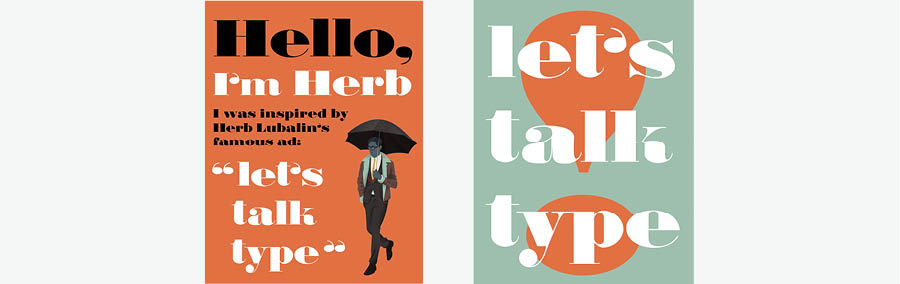 Hello,
I'm Herb
I was inspired by
Herb Lubalin's
famous ad:
“let's
talk
type“
let's
talk
type